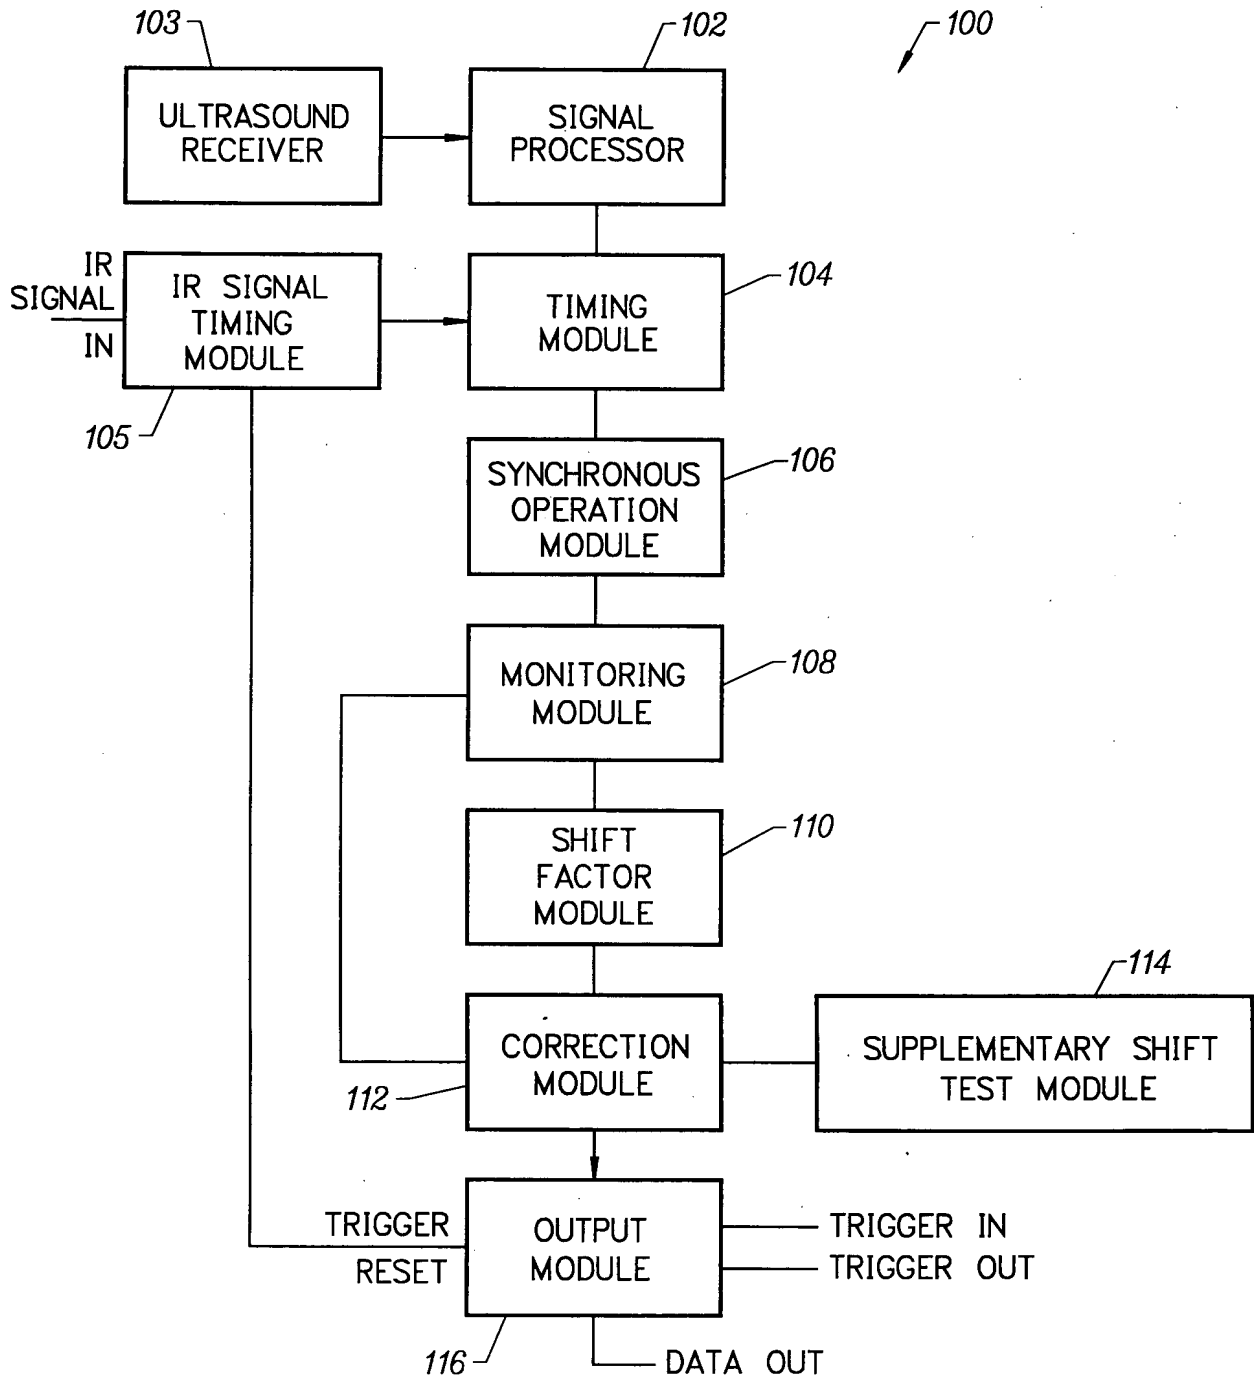 103
102
100
ULTRASOUND
RECEIVER
SIGNAL
PROCESSOR
IR
SIGNAL
IN
IR SIGNAL
TIMING
MODULE
105
TIMING
MODULE
104
SYNCHRONOUS
OPERATION
MODULE
106
MONITORING
MODULE
108
SHIFT
FACTOR
MODULE
110
CORRECTION
MODULE
112
114
SUPPLEMENTARY SHIFT
TEST MODULE
TRIGGER
RESET
OUTPUT
MODULE
116
TRIGGER IN
TRIGGER OUT
DATA OUT